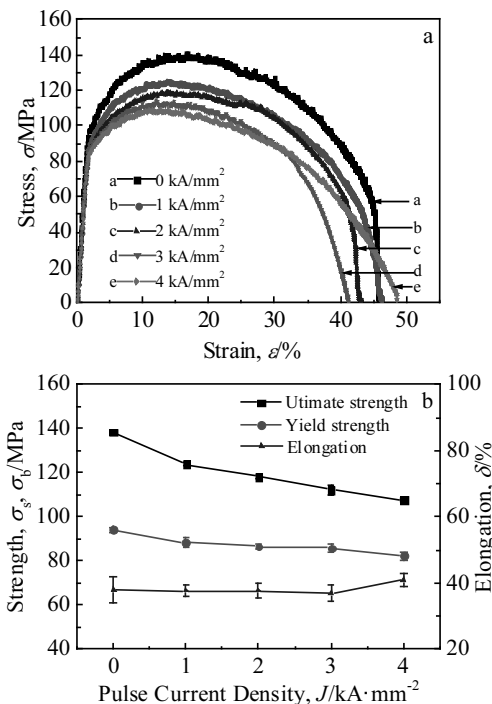 160
140
120
100
80
60
40
20
0
Stress, σ/MPa
a
a 0 kA/mm²
b 1 kA/mm²
c 2 kA/mm²
d 3 kA/mm²
e 4 kA/mm²
a
b
c
d
e
0 10 20 30 40 50
Strain, ε/%
160
140
120
100
80
60
40
Strength, σs, σb/MPa
b
Utimate strength
Yield strength
Elongation
100
80
60
40
20
Elongation, δ/%
0 1 2 3 4
Pulse Current Density, J/kA·mm⁻²